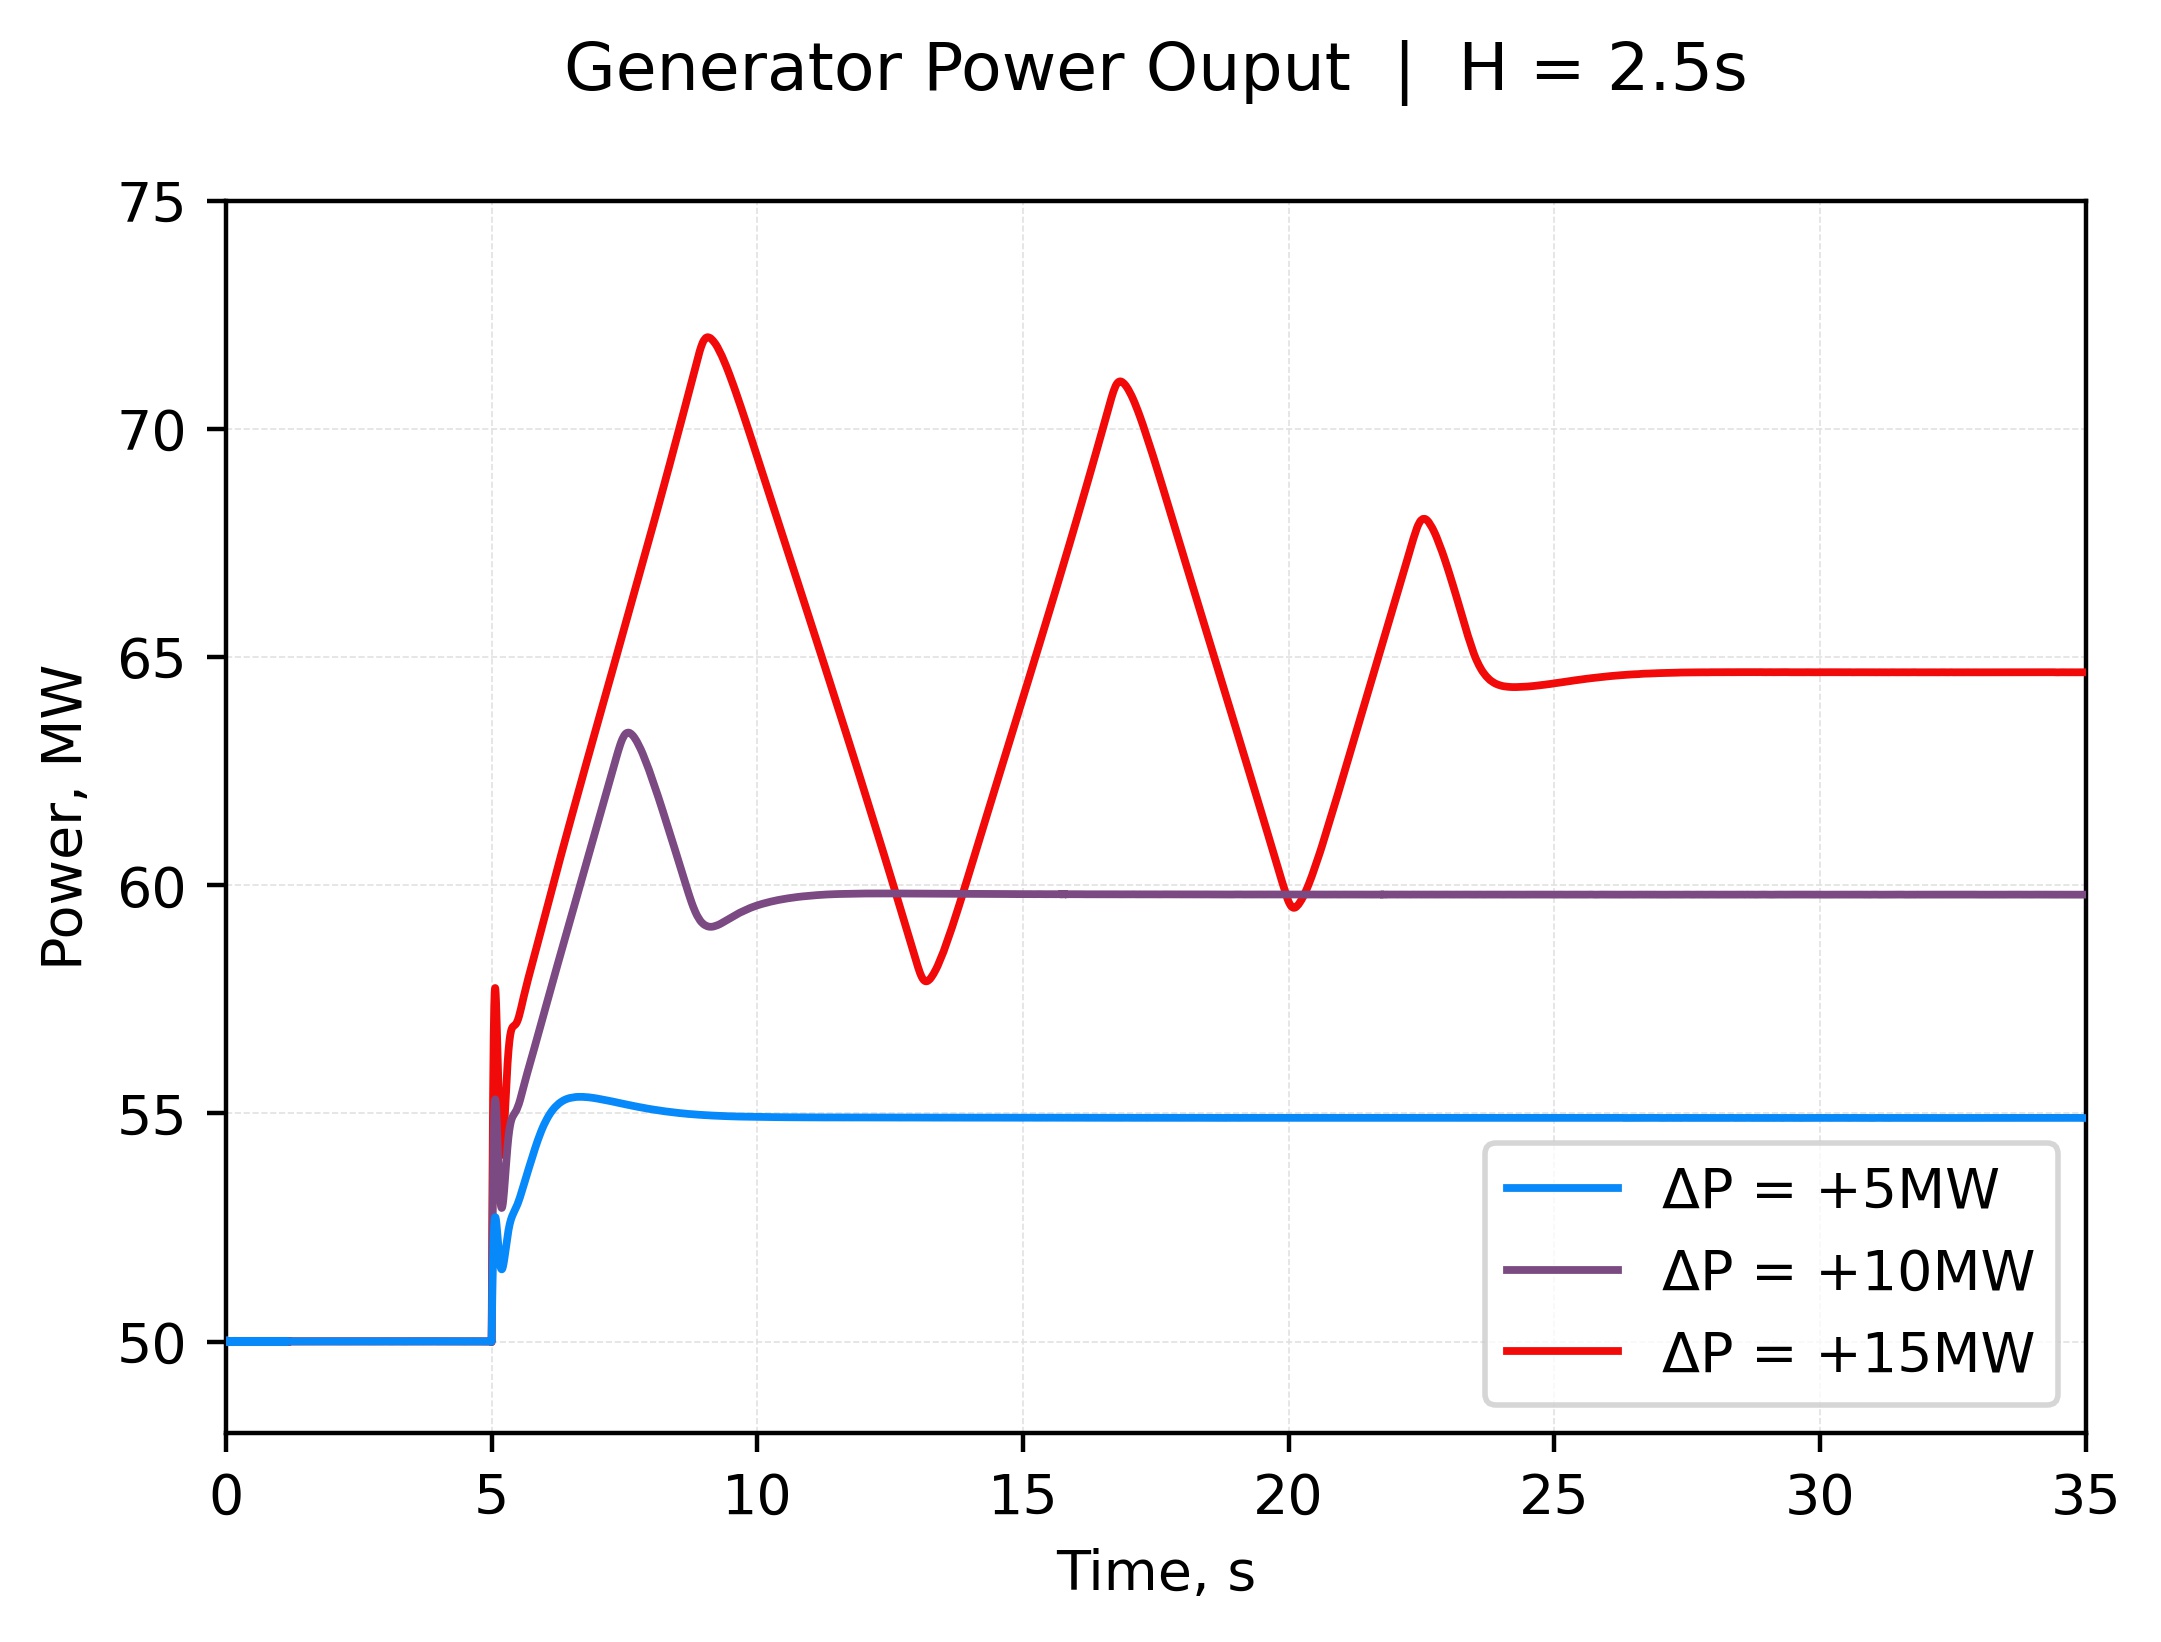 Generator Power Ouput | H = 2.5s
75
70
65
60
55
50
Power, MW
ΔP = +5MW
ΔP = +10MW
ΔP = +15MW
0 5 10 15 20 25 30 35
Time, s